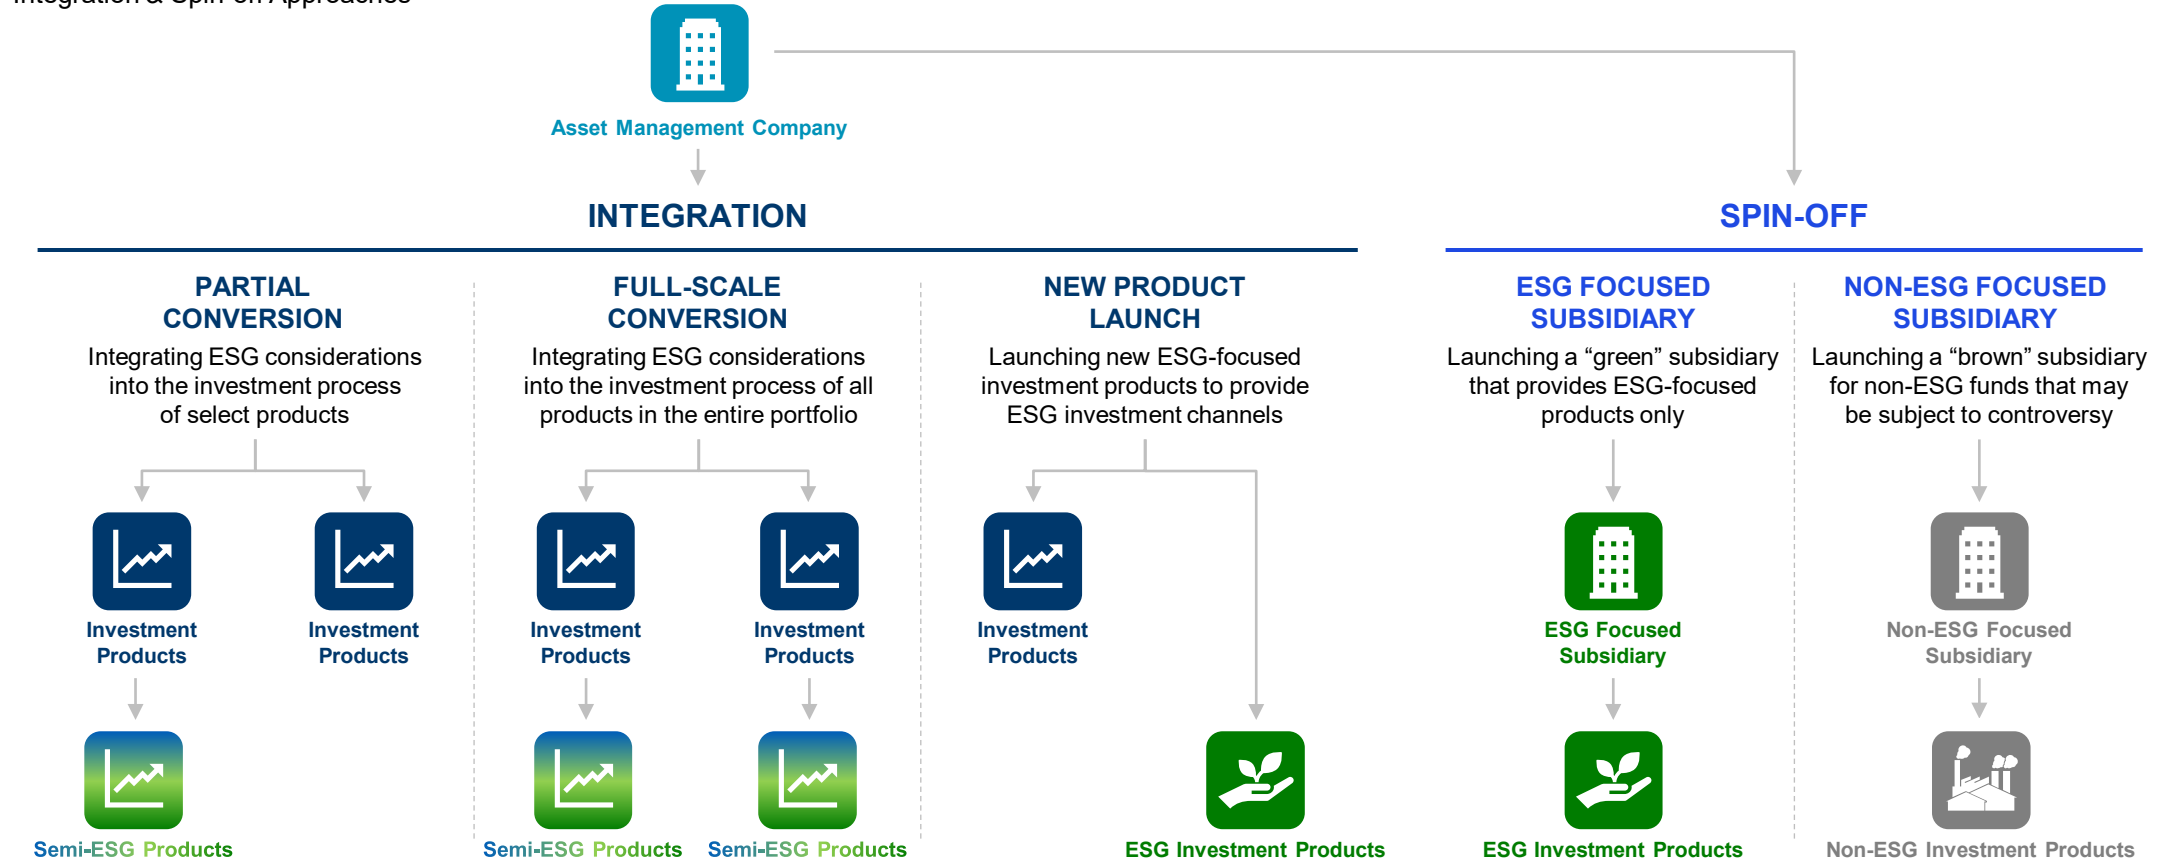 Integration & Spin-off Approaches
Asset Management Company
INTEGRATION
SPIN-OFF
PARTIAL
CONVERSION
Integrating ESG considerations
into the investment process
of select products
FULL-SCALE
CONVERSION
Integrating ESG considerations
into the investment process of all
products in the entire portfolio
NEW PRODUCT
LAUNCH
Launching new ESG-focused
investment products to provide
ESG investment channels
ESG FOCUSED
SUBSIDIARY
Launching a “green” subsidiary
that provides ESG-focused
products only
NON-ESG FOCUSED
SUBSIDIARY
Launching a “brown” subsidiary
for non-ESG funds that may
be subject to controversy
Investment
Products
Investment
Products
Investment
Products
Investment
Products
Investment
Products
ESG Focused
Subsidiary
Non-ESG Focused
Subsidiary
Semi-ESG Products
Semi-ESG Products
Semi-ESG Products
ESG Investment Products
ESG Investment Products
Non-ESG Investment Products